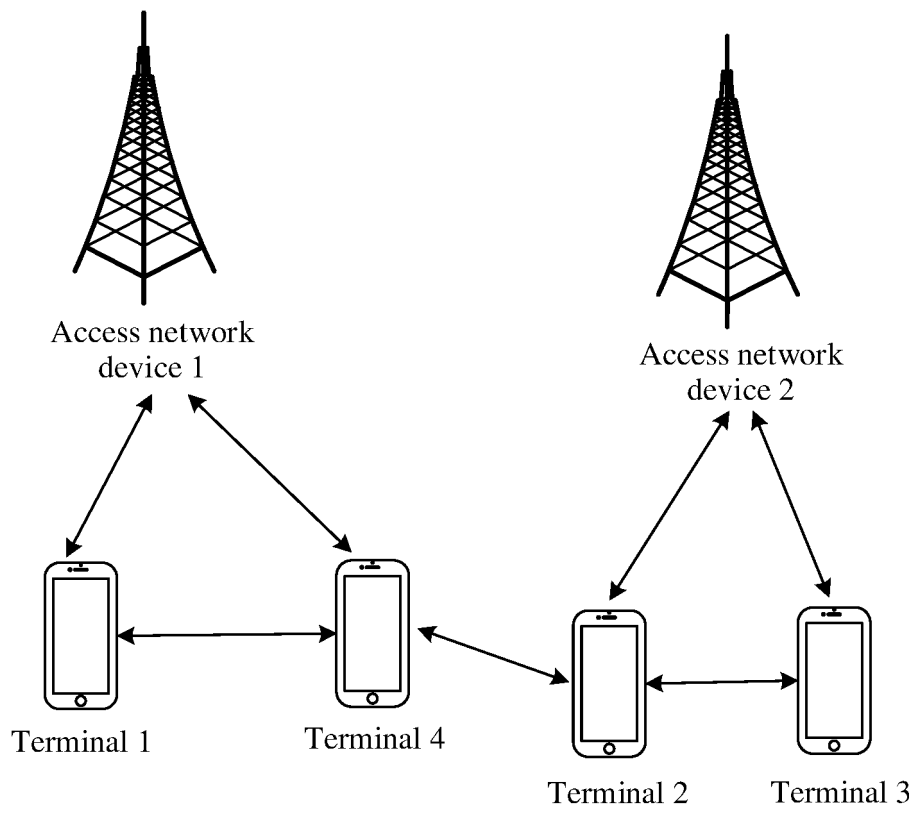 Access network
device 1
Access network
device 2
Terminal 1
Terminal 4
Terminal 2
Terminal 3